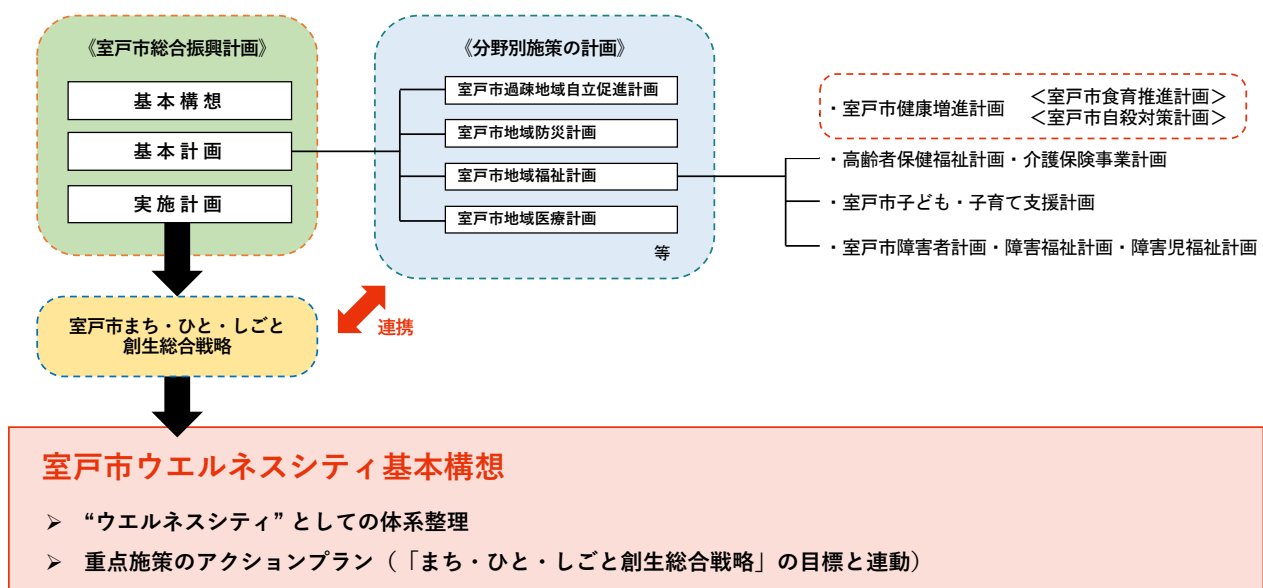 《室戸市総合振興計画》
基本構想
基本計画
実施計画
《分野別施策の計画》
室戸市過疎地域自立促進計画
室戸市地域防災計画
室戸市地域福祉計画
室戸市地域医療計画
等
・室戸市健康増進計画
＜室戸市食育推進計画＞
＜室戸市自殺対策計画＞
・高齢者保健福祉計画・介護保険事業計画
・室戸市子ども・子育て支援計画
・室戸市障害者計画・障害福祉計画・障害児福祉計画
室戸市まち・ひと・しごと
創生総合戦略
連携
室戸市ウエルネスシティ基本構想
➢ “ウエルネスシティ” としての体系整理
➢ 重点施策のアクションプラン（「まち・ひと・しごと創生総合戦略」の目標と連動）